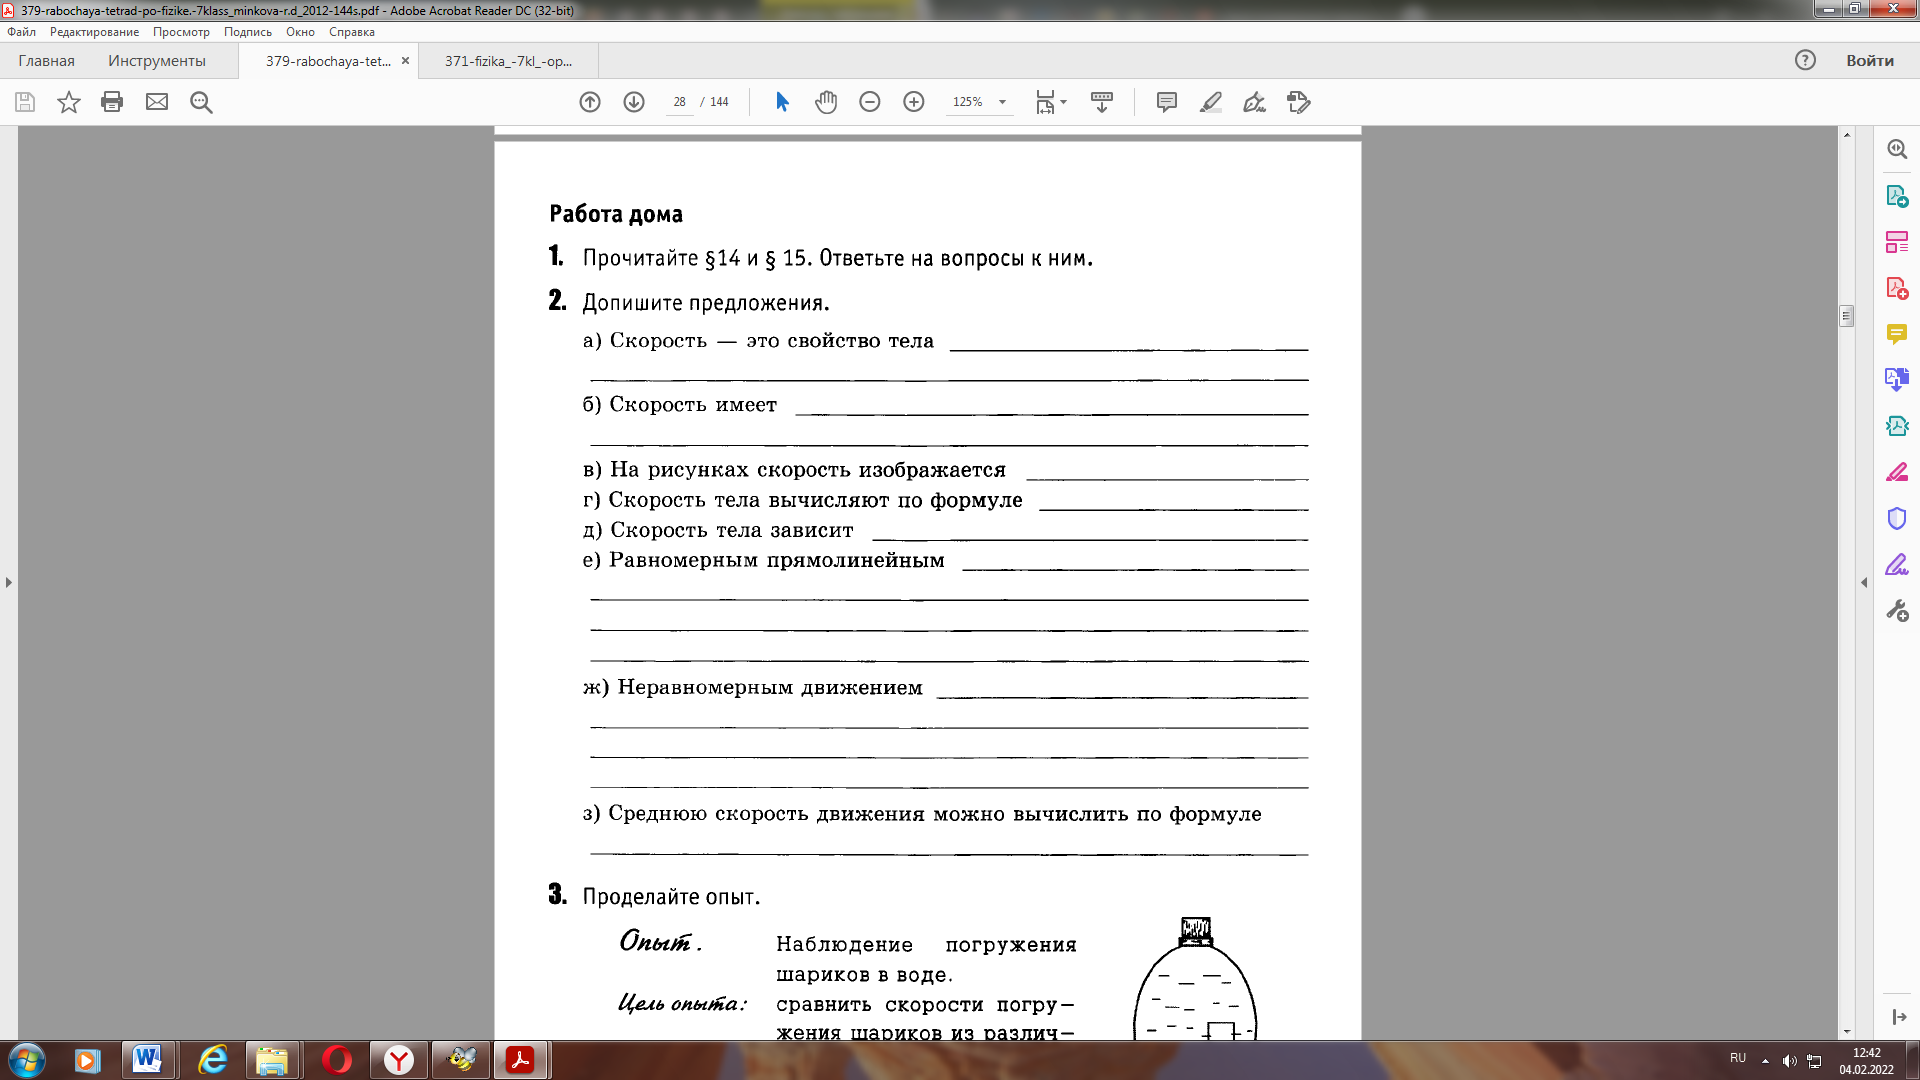 379-rabochaya-tetrad-po-fizike.-7klass_minkova-r.d_2012-144s.pdf - Adobe Acrobat Reader DC (32-bit)
Файл Редактирование Просмотр Подпись Окно Справка
Главная Инструменты 379-rabochaya-tet... × 371-fizika_-7kl_-op... Войти
28 / 144 125%
Работа дома
1. Прочитайте §14 и § 15. Ответьте на вопросы к ним.
2. Допишите предложения.
а) Скорость — это свойство тела
б) Скорость имеет
в) На рисунках скорость изображается
г) Скорость тела вычисляют по формуле
д) Скорость тела зависит
е) Равномерным прямолинейным
ж) Неравномерным движением
з) Среднюю скорость движения можно вычислить по формуле
3. Проделайте опыт.
Опыт. Наблюдение погружения
шариков в воде.
Цель опыта: сравнить скорости погру–
жения шариков из различ–
RU 12:42
04.02.2022